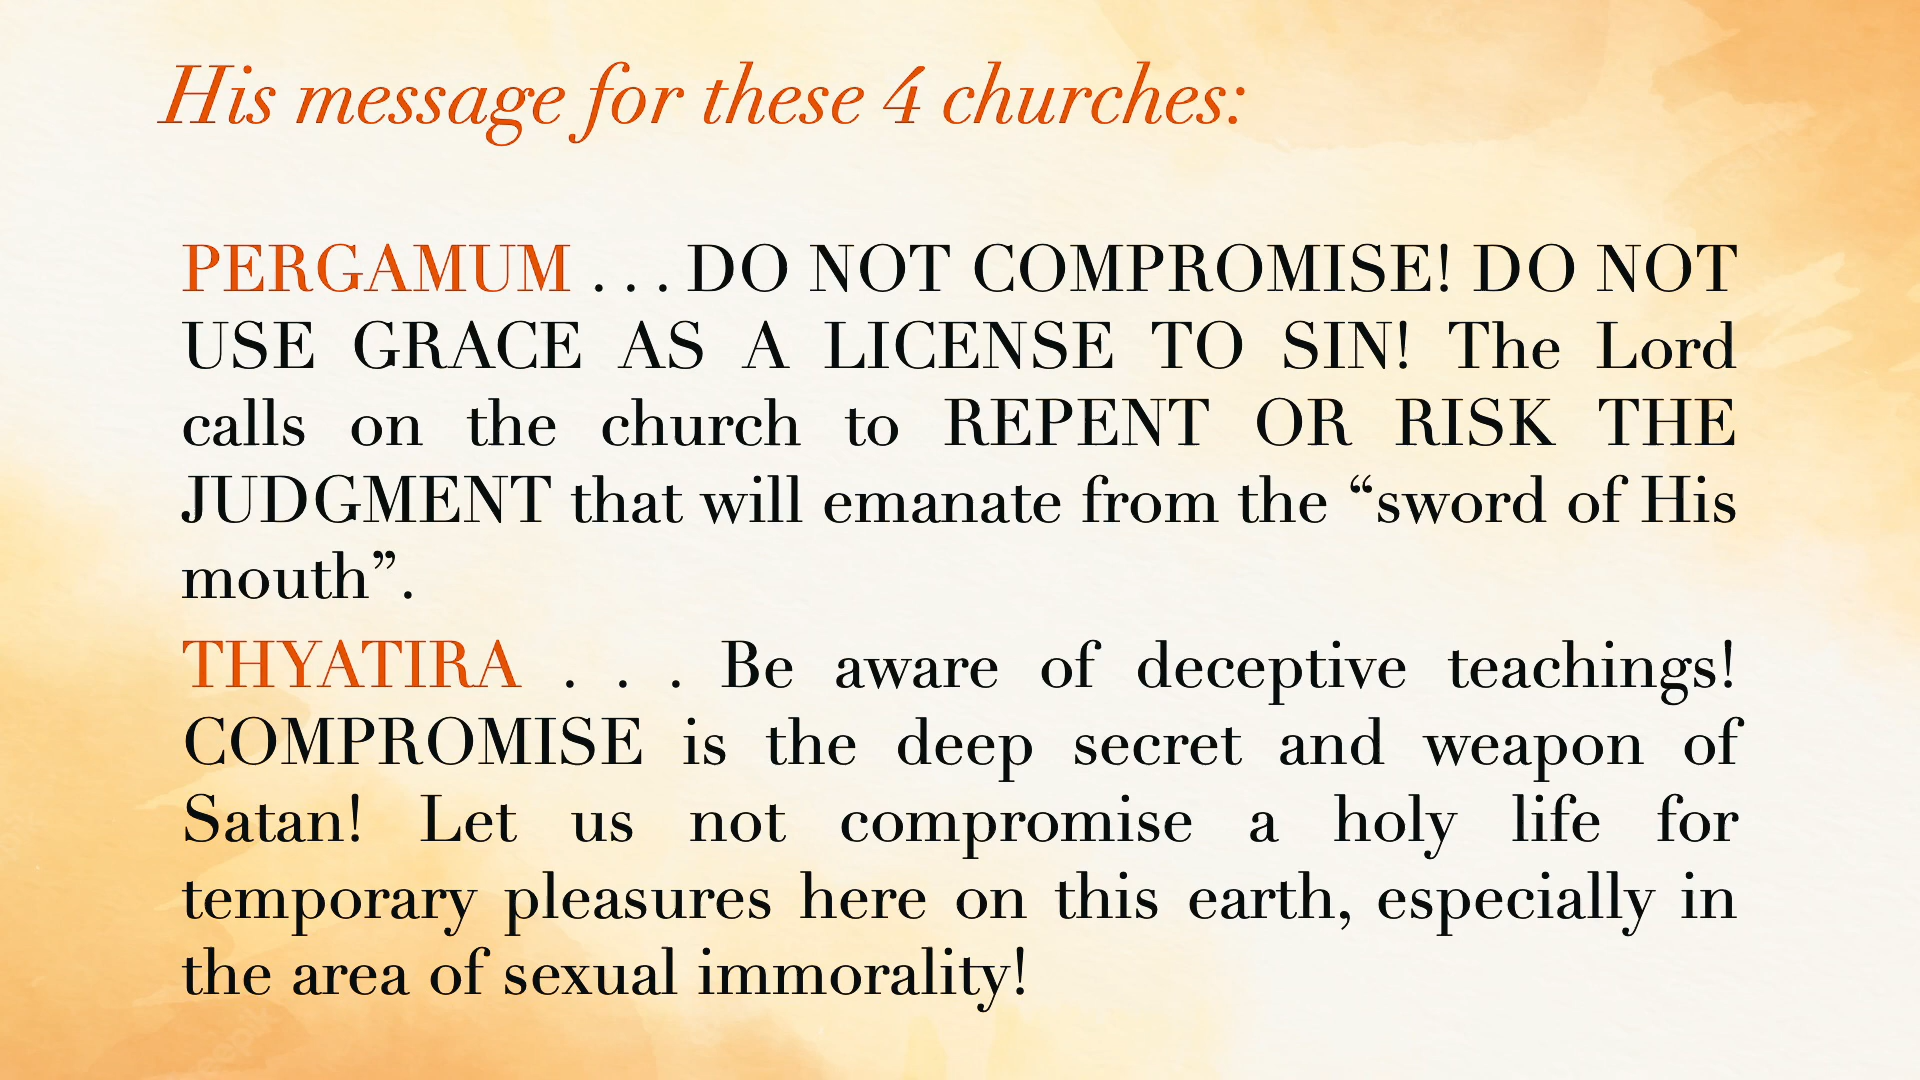 His message for these 4 churches:
PERGAMUM . . . DO NOT COMPROMISE! DO NOT
USE GRACE AS A LICENSE TO SIN! The Lord
calls on the church to REPENT OR RISK THE
JUDGMENT that will emanate from the “sword of His
mouth”.
THYATIRA . . . Be aware of deceptive teachings!
COMPROMISE is the deep secret and weapon of
Satan! Let us not compromise a holy life for
temporary pleasures here on this earth, especially in
the area of sexual immorality!